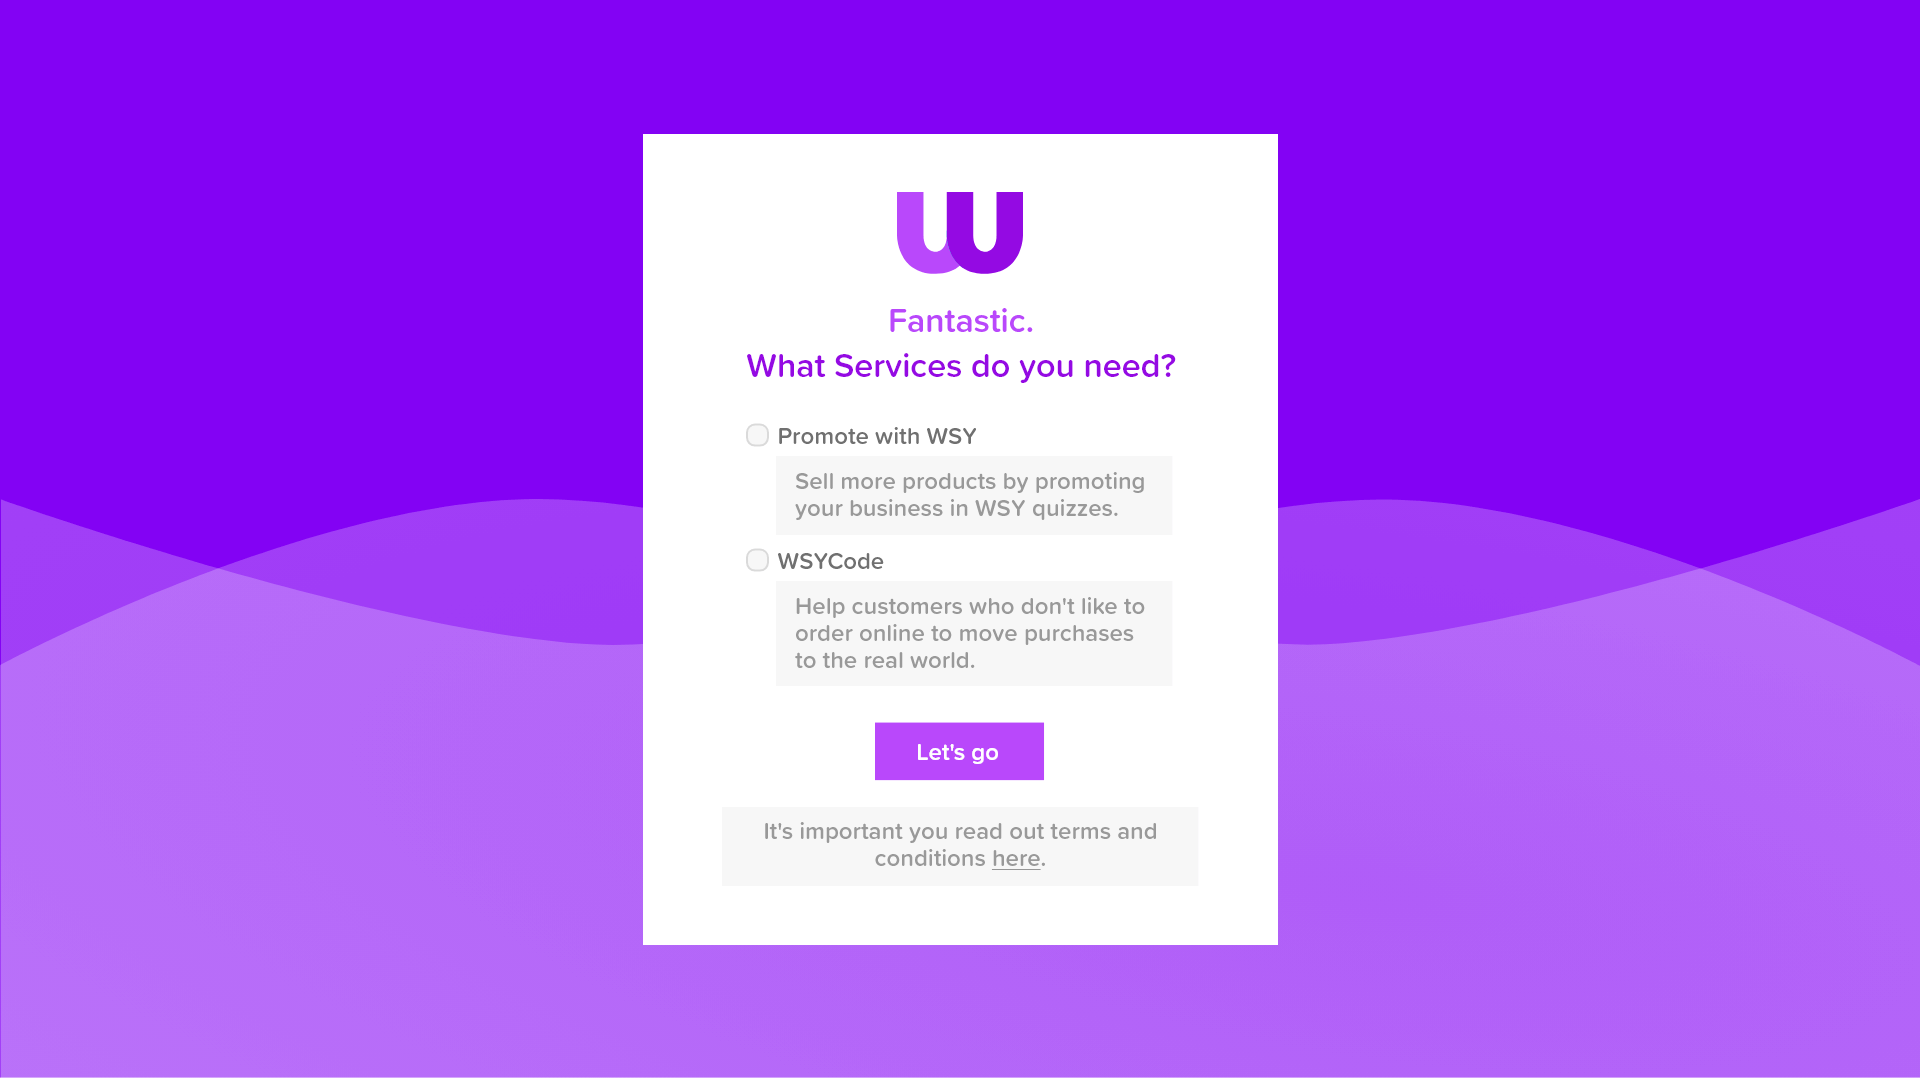 Fantastic.
What Services do you need?
Promote with WSY
Sell more products by promoting
your business in WSY quizzes.
WSYCode
Help customers who don't like to
order online to move purchases
to the real world.
Let's go
It's important you read out terms and
conditions here.